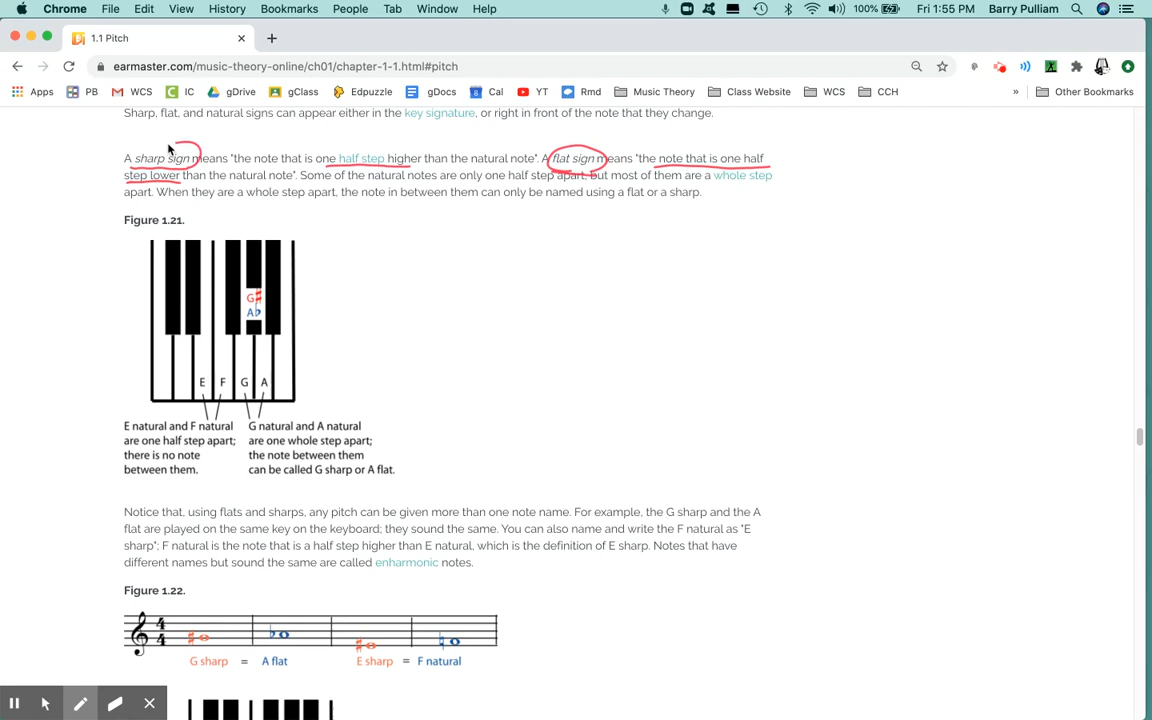 Chrome File Edit View History Bookmarks People Tab Window Help 100% Fri 1:55 PM Barry Pulliam
1.1 Pitch
earmaster.com/music-theory-online/ch01/chapter-1-1.html#pitch
Apps PB WCS IC gDrive gClass Edpuzzle gDocs Cal YT Rmd Music Theory Class Website WCS CCH » Other Bookmarks
Sharp, flat, and natural signs can appear either in the key signature, or right in front of the note that they change.
A sharp sign means "the note that is one half step higher than the natural note". A flat sign means "the note that is one half
step lower than the natural note". Some of the natural notes are only one half step apart, but most of them are a whole step
apart. When they are a whole step apart, the note in between them can only be named using a flat or a sharp.
Figure 1.21.
G♯
A♭
E F G A
E natural and F natural
are one half step apart;
there is no note
between them.
G natural and A natural
are one whole step apart;
the note between them
can be called G sharp or A flat.
Notice that, using flats and sharps, any pitch can be given more than one note name. For example, the G sharp and the A
flat are played on the same key on the keyboard; they sound the same. You can also name and write the F natural as "E
sharp"; F natural is the note that is a half step higher than E natural, which is the definition of E sharp. Notes that have
different names but sound the same are called enharmonic notes.
Figure 1.22.
4
4
G sharp = A flat E sharp = F natural